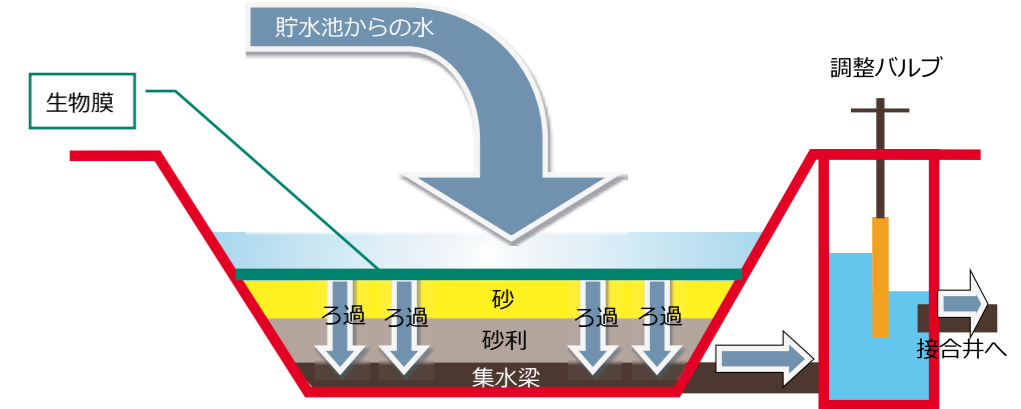 貯水池からの水
調整バルブ
生物膜
砂
ろ過
ろ過
ろ過
ろ過
砂利
接合井へ
集水梁